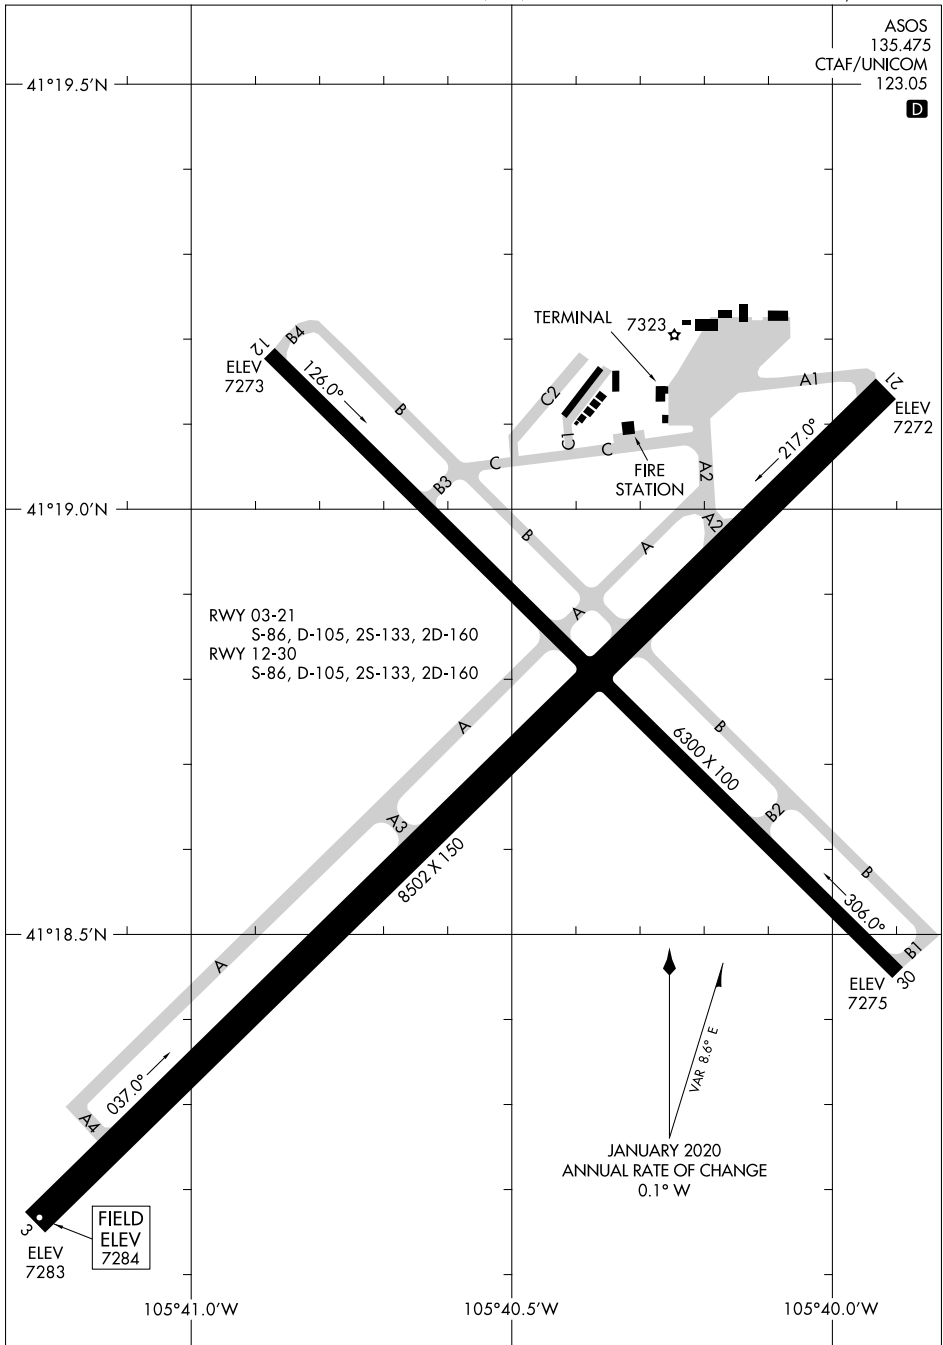 ASOS
135.475
CTAF/UNICOM
123.05
D
41°19.5'N
TERMINAL
7323
B4
12
ELEV
7273
126.0°
B
C2
C1
A1
21
ELEV
7272
217.0°
C
C
FIRE
STATION
A2
B3
41°19.0'N
A2
B
A
A
RWY 03-21
S-86, D-105, 2S-133, 2D-160
RWY 12-30
S-86, D-105, 2S-133, 2D-160
A
B
6300 X 100
B2
A3
8502 X 150
B
306.0°
41°18.5'N
B1
30
A
ELEV
7275
VAR 8.6° E
037.0°
A4
JANUARY 2020
ANNUAL RATE OF CHANGE
0.1° W
3
FIELD
ELEV
7284
ELEV
7283
105°41.0'W
105°40.5'W
105°40.0'W